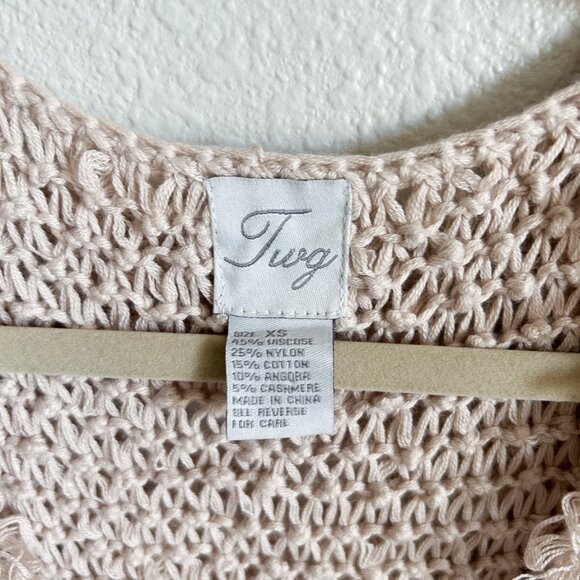 Twg
SIZE XS
45% VISCOSE
25% NYLON
15% COTTON
10% ANGORA
5% CASHMERE
MADE IN CHINA
SEE REVERSE
FOR CARE